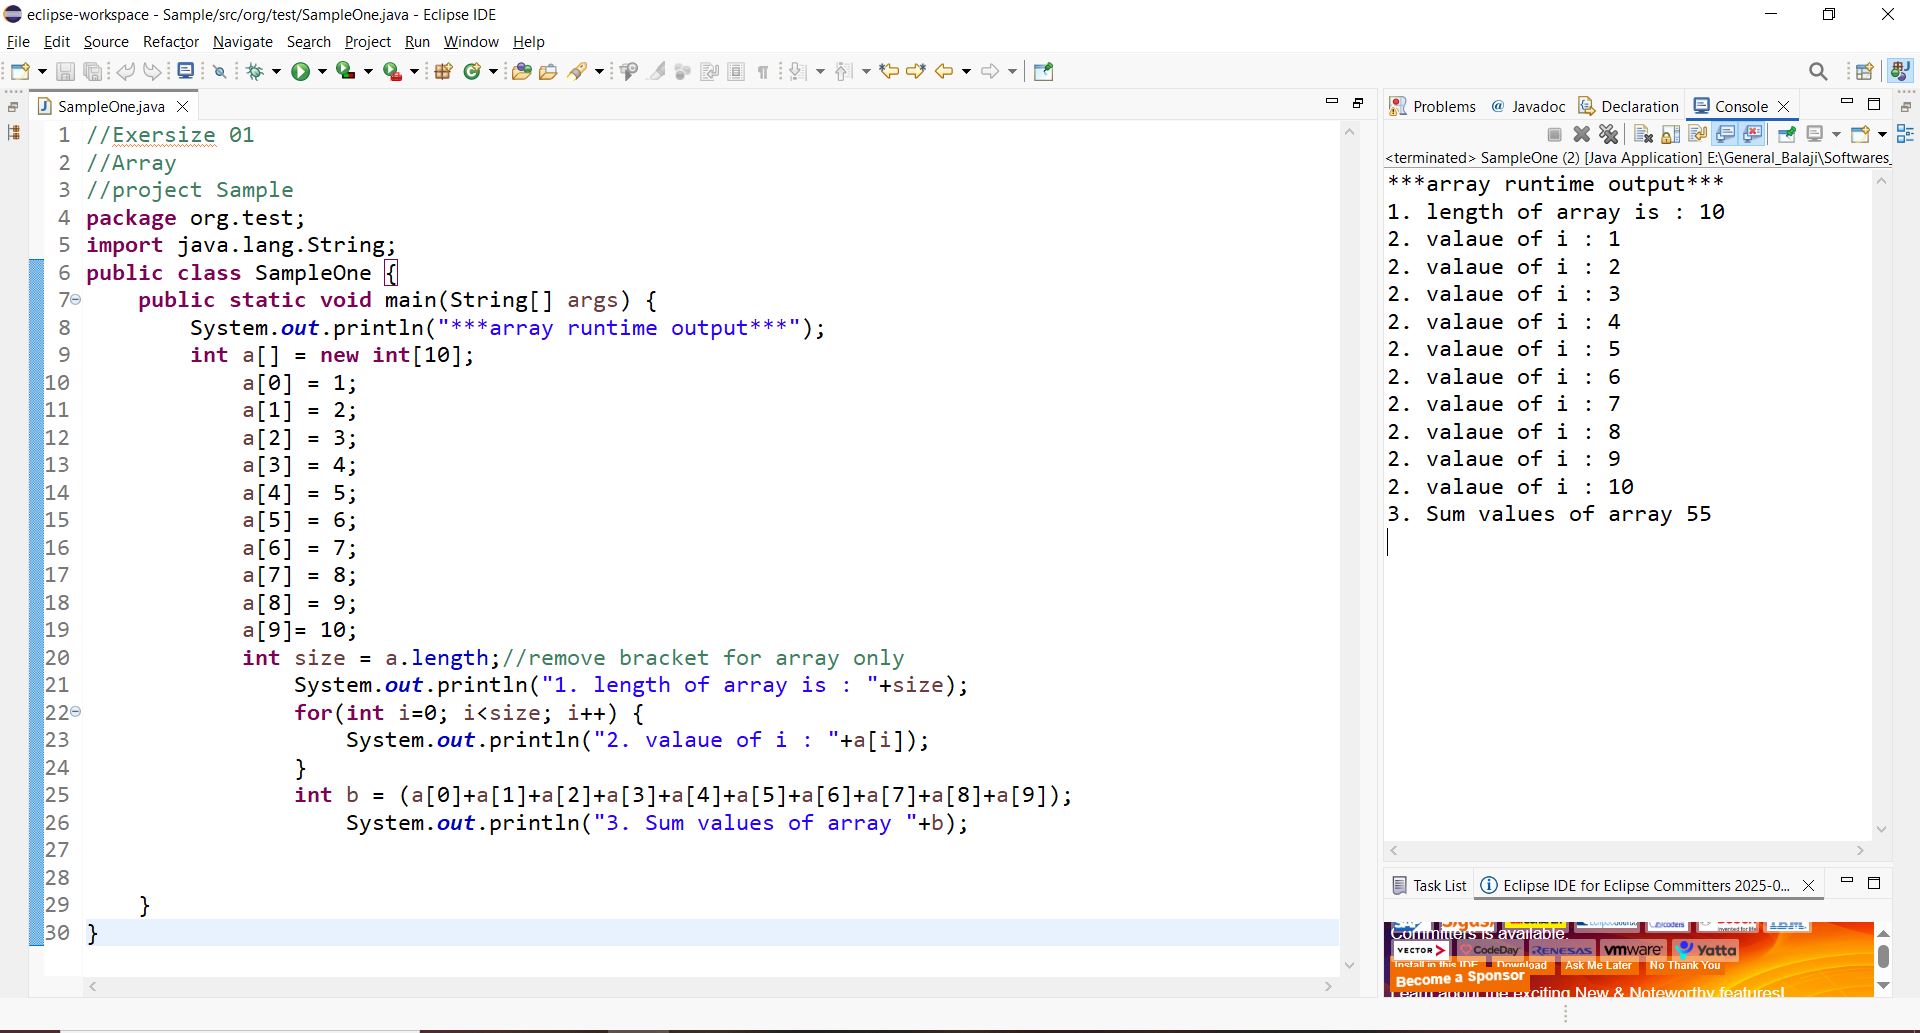 eclipse-workspace - Sample/src/org/test/SampleOne.java - Eclipse IDE
File Edit Source Refactor Navigate Search Project Run Window Help
SampleOne.java
1 //Exersize 01
2 //Array
3 //project Sample
4 package org.test;
5 import java.lang.String;
6 public class SampleOne {
7 public static void main(String[] args) {
8 System.out.println("***array runtime output***");
9 int a[] = new int[10];
10 a[0] = 1;
11 a[1] = 2;
12 a[2] = 3;
13 a[3] = 4;
14 a[4] = 5;
15 a[5] = 6;
16 a[6] = 7;
17 a[7] = 8;
18 a[8] = 9;
19 a[9]= 10;
20 int size = a.length;//remove bracket for array only
21 System.out.println("1. length of array is : "+size);
22 for(int i=0; i<size; i++) {
23 System.out.println("2. valaue of i : "+a[i]);
24 }
25 int b = (a[0]+a[1]+a[2]+a[3]+a[4]+a[5]+a[6]+a[7]+a[8]+a[9]);
26 System.out.println("3. Sum values of array "+b);
27
28
29 }
30 }
Problems @ Javadoc Declaration Console
<terminated> SampleOne (2) [Java Application] E:\General_Balaji\Softwares_
***array runtime output***
1. length of array is : 10
2. valaue of i : 1
2. valaue of i : 2
2. valaue of i : 3
2. valaue of i : 4
2. valaue of i : 5
2. valaue of i : 6
2. valaue of i : 7
2. valaue of i : 8
2. valaue of i : 9
2. valaue of i : 10
3. Sum values of array 55
Task List Eclipse IDE for Eclipse Committers 2025-0...
Committers is available.
VECTOR CodeDay RENESAS vmware Yatta
Install in this IDE Download Ask Me Later No Thank You
Become a Sponsor
Learn about the exciting New & Noteworthy features!